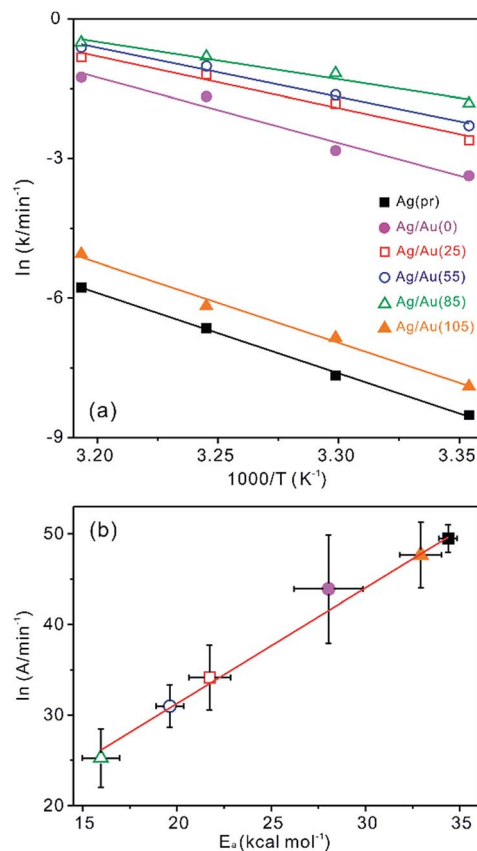 0
-3
-6
-9
ln (k/min⁻¹)
Ag(pr)
Ag/Au(0)
Ag/Au(25)
Ag/Au(55)
Ag/Au(85)
Ag/Au(105)
(a)
3.20 3.25 3.30 3.35
1000/T (K⁻¹)
(b)
50
40
30
20
ln (A/min⁻¹)
15 20 25 30 35
Eₐ(kcal mol⁻¹)